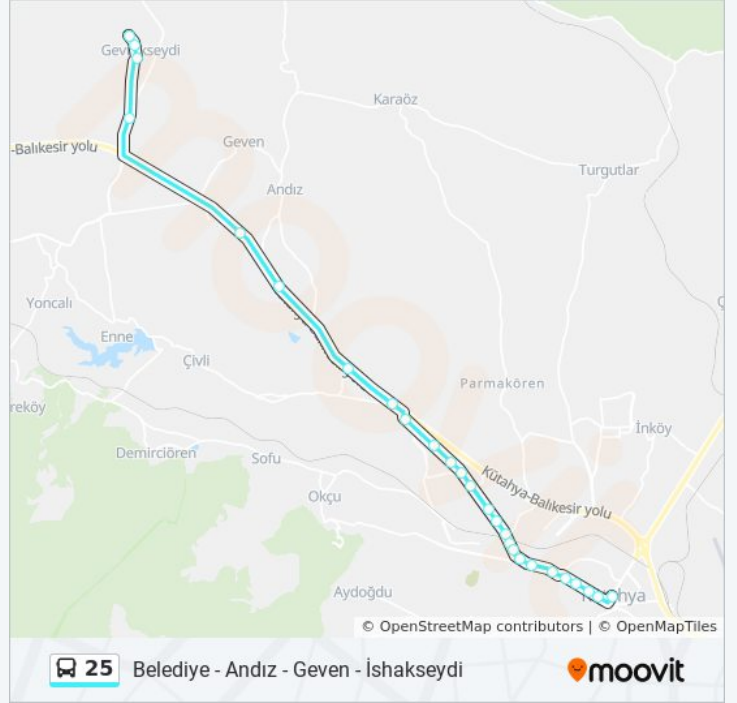 Karaöz
Geven
-Balıkesir yolu
Turgutlar
Andız
Yoncalı
Enne
Çivli
Parmakören
reköy
İnköy
Demirciören
Sofu
Kütahya-Balıkesir yolu
Okçu
Aydoğdu
© OpenStreetMap contributors | © OpenMapTiles
25 Belediye - Andız - Geven - İshakseydi
moovit